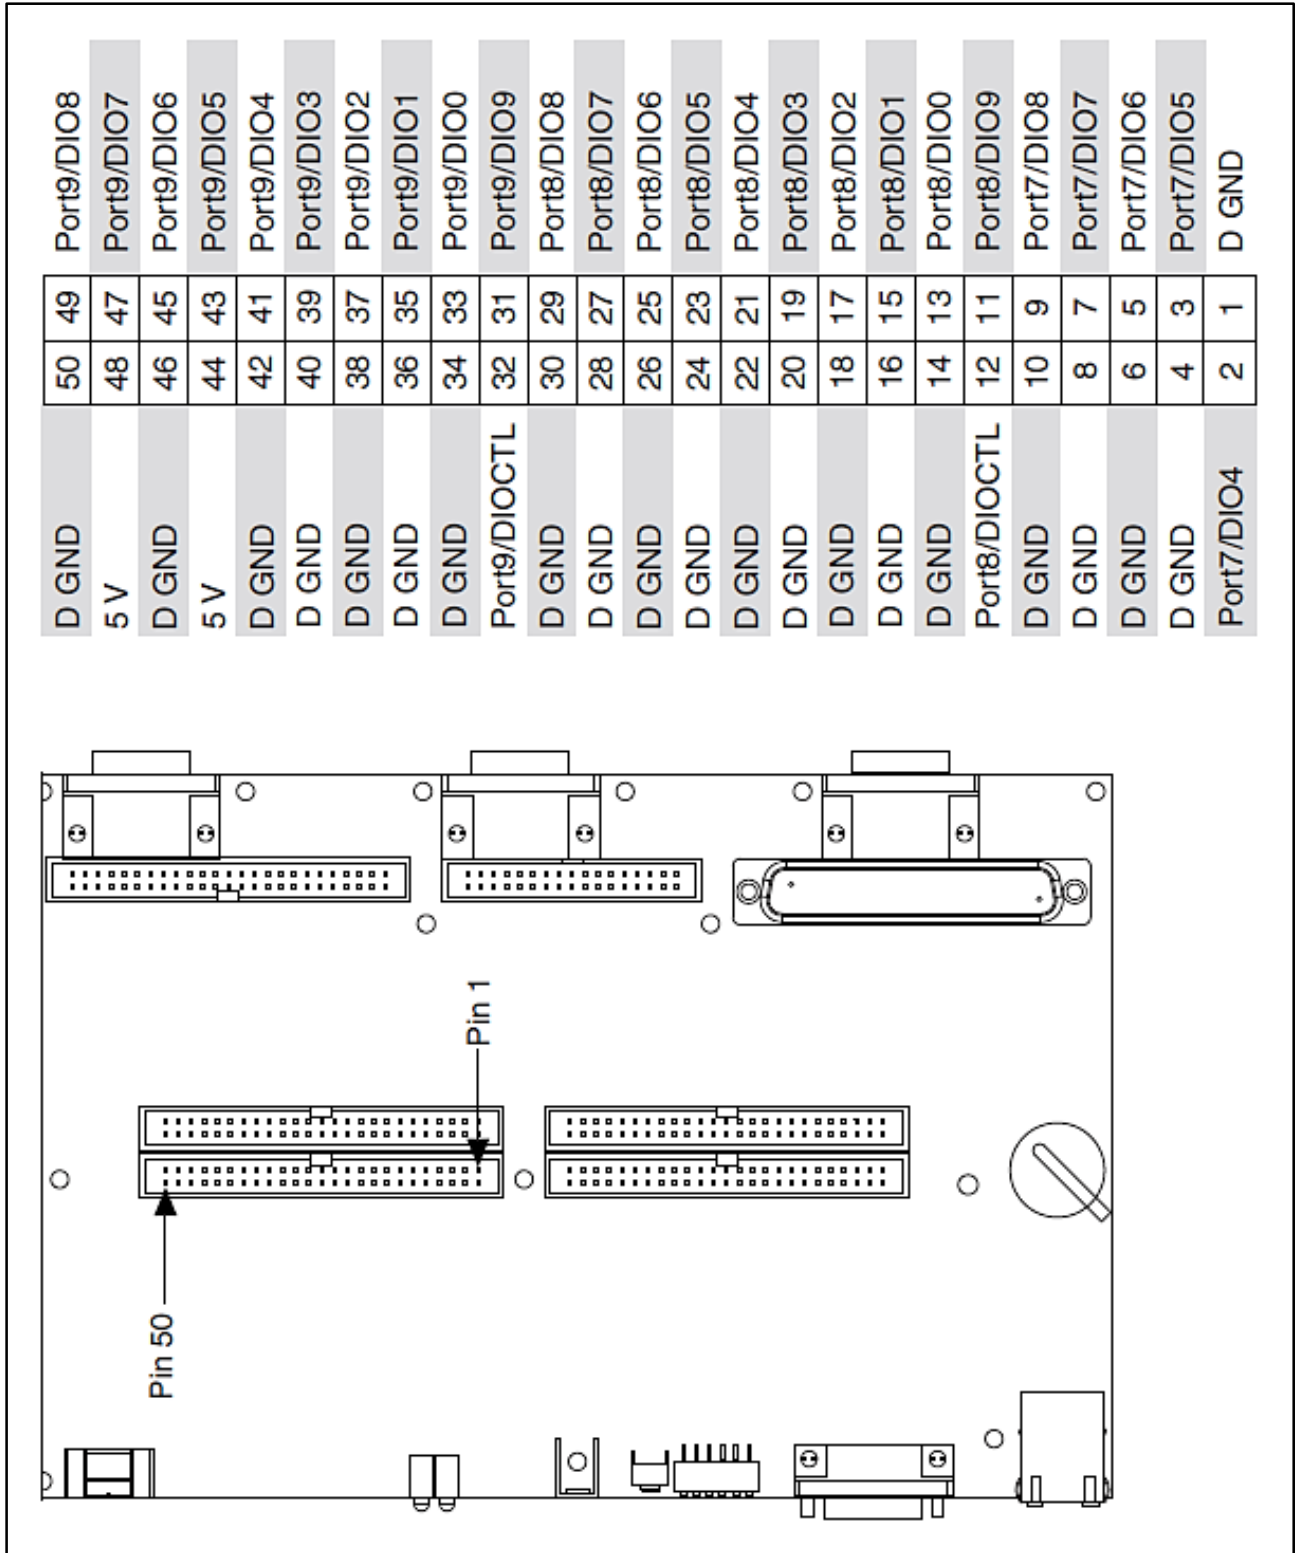 Pin 50
Pin 1
D GND 50 49 Port9/DIO8
5 V 48 47 Port9/DIO7
D GND 46 45 Port9/DIO6
5 V 44 43 Port9/DIO5
D GND 42 41 Port9/DIO4
D GND 40 39 Port9/DIO3
D GND 38 37 Port9/DIO2
D GND 36 35 Port9/DIO1
D GND 34 33 Port9/DIO0
Port9/DIOCTL 32 31 Port9/DIO9
D GND 30 29 Port8/DIO8
D GND 28 27 Port8/DIO7
D GND 26 25 Port8/DIO6
D GND 24 23 Port8/DIO5
D GND 22 21 Port8/DIO4
D GND 20 19 Port8/DIO3
D GND 18 17 Port8/DIO2
D GND 16 15 Port8/DIO1
D GND 14 13 Port8/DIO0
Port8/DIOCTL 12 11 Port8/DIO9
D GND 10 9 Port7/DIO8
D GND 8 7 Port7/DIO7
D GND 6 5 Port7/DIO6
D GND 4 3 Port7/DIO5
Port7/DIO4 2 1 D GND